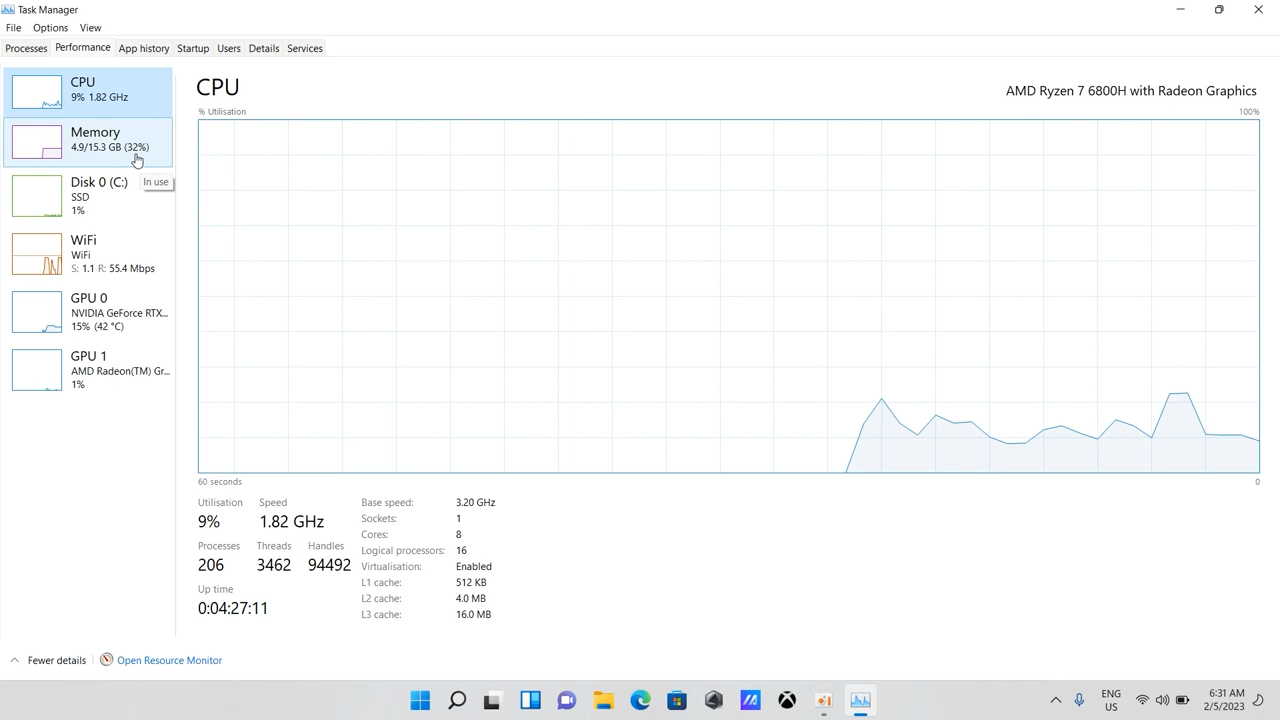 Task Manager
File Options View
Processes Performance App history Startup Users Details Services
CPU
9% 1.82 GHz
Memory
4.9/15.3 GB (32%)
In use
Disk 0 (C:)
SSD
1%
WiFi
WiFi
S: 1.1 R: 55.4 Mbps
GPU 0
NVIDIA GeForce RTX...
15% (42 °C)
GPU 1
AMD Radeon(TM) Gr...
1%
CPU
AMD Ryzen 7 6800H with Radeon Graphics
% Utilisation 100%
60 seconds 0
Utilisation Speed
9% 1.82 GHz
Processes Threads Handles
206 3462 94492
Up time
0:04:27:11
Base speed: 3.20 GHz
Sockets: 1
Cores: 8
Logical processors: 16
Virtualisation: Enabled
L1 cache: 512 KB
L2 cache: 4.0 MB
L3 cache: 16.0 MB
Fewer details Open Resource Monitor
ENG
US
6:31 AM
2/5/2023